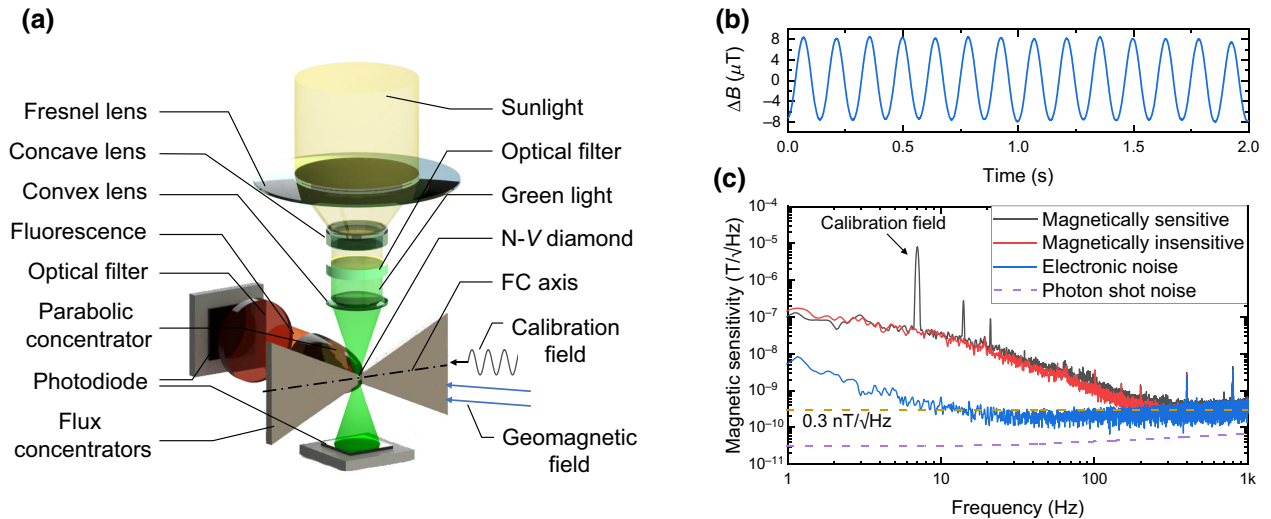 (a)
Fresnel lens
Concave lens
Convex lens
Fluorescence
Optical filter
Parabolic
concentrator
Photodiode
Flux
concentrators
Sunlight
Optical filter
Green light
N-V diamond
FC axis
Calibration
field
Geomagnetic
field
(b)
ΔB (μT)
8
4
0
−4
−8
0.0 0.5 1.0 1.5 2.0
Time (s)
(c)
Magnetic sensitivity (T/√Hz)
10⁻⁴
10⁻⁵
10⁻⁶
10⁻⁷
10⁻⁸
10⁻⁹
10⁻¹⁰
10⁻¹¹
Calibration field
Magnetically sensitive
Magnetically insensitive
Electronic noise
Photon shot noise
0.3 nT/√Hz
1 10 100 1k
Frequency (Hz)